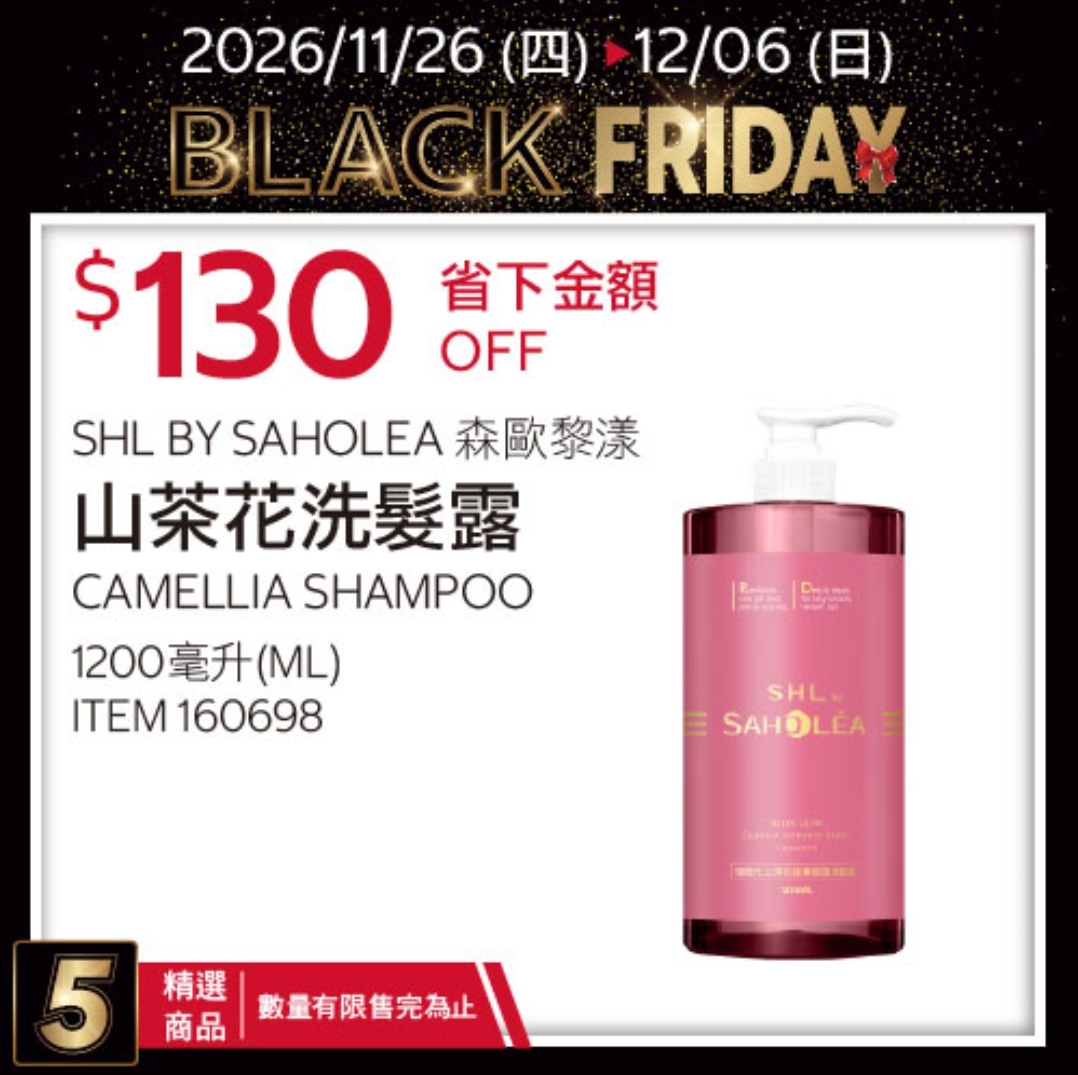 2026/11/26 (四)▶12/06 (日)
BLACK FRIDAY
$130 省下金額
OFF
SHL BY SAHOLEA 森歐黎漾
山茶花洗髮露
CAMELLIA SHAMPOO
1200毫升(ML)
ITEM 160698
SHL
SAHOLÉA
5
精選
商品
數量有限售完為止